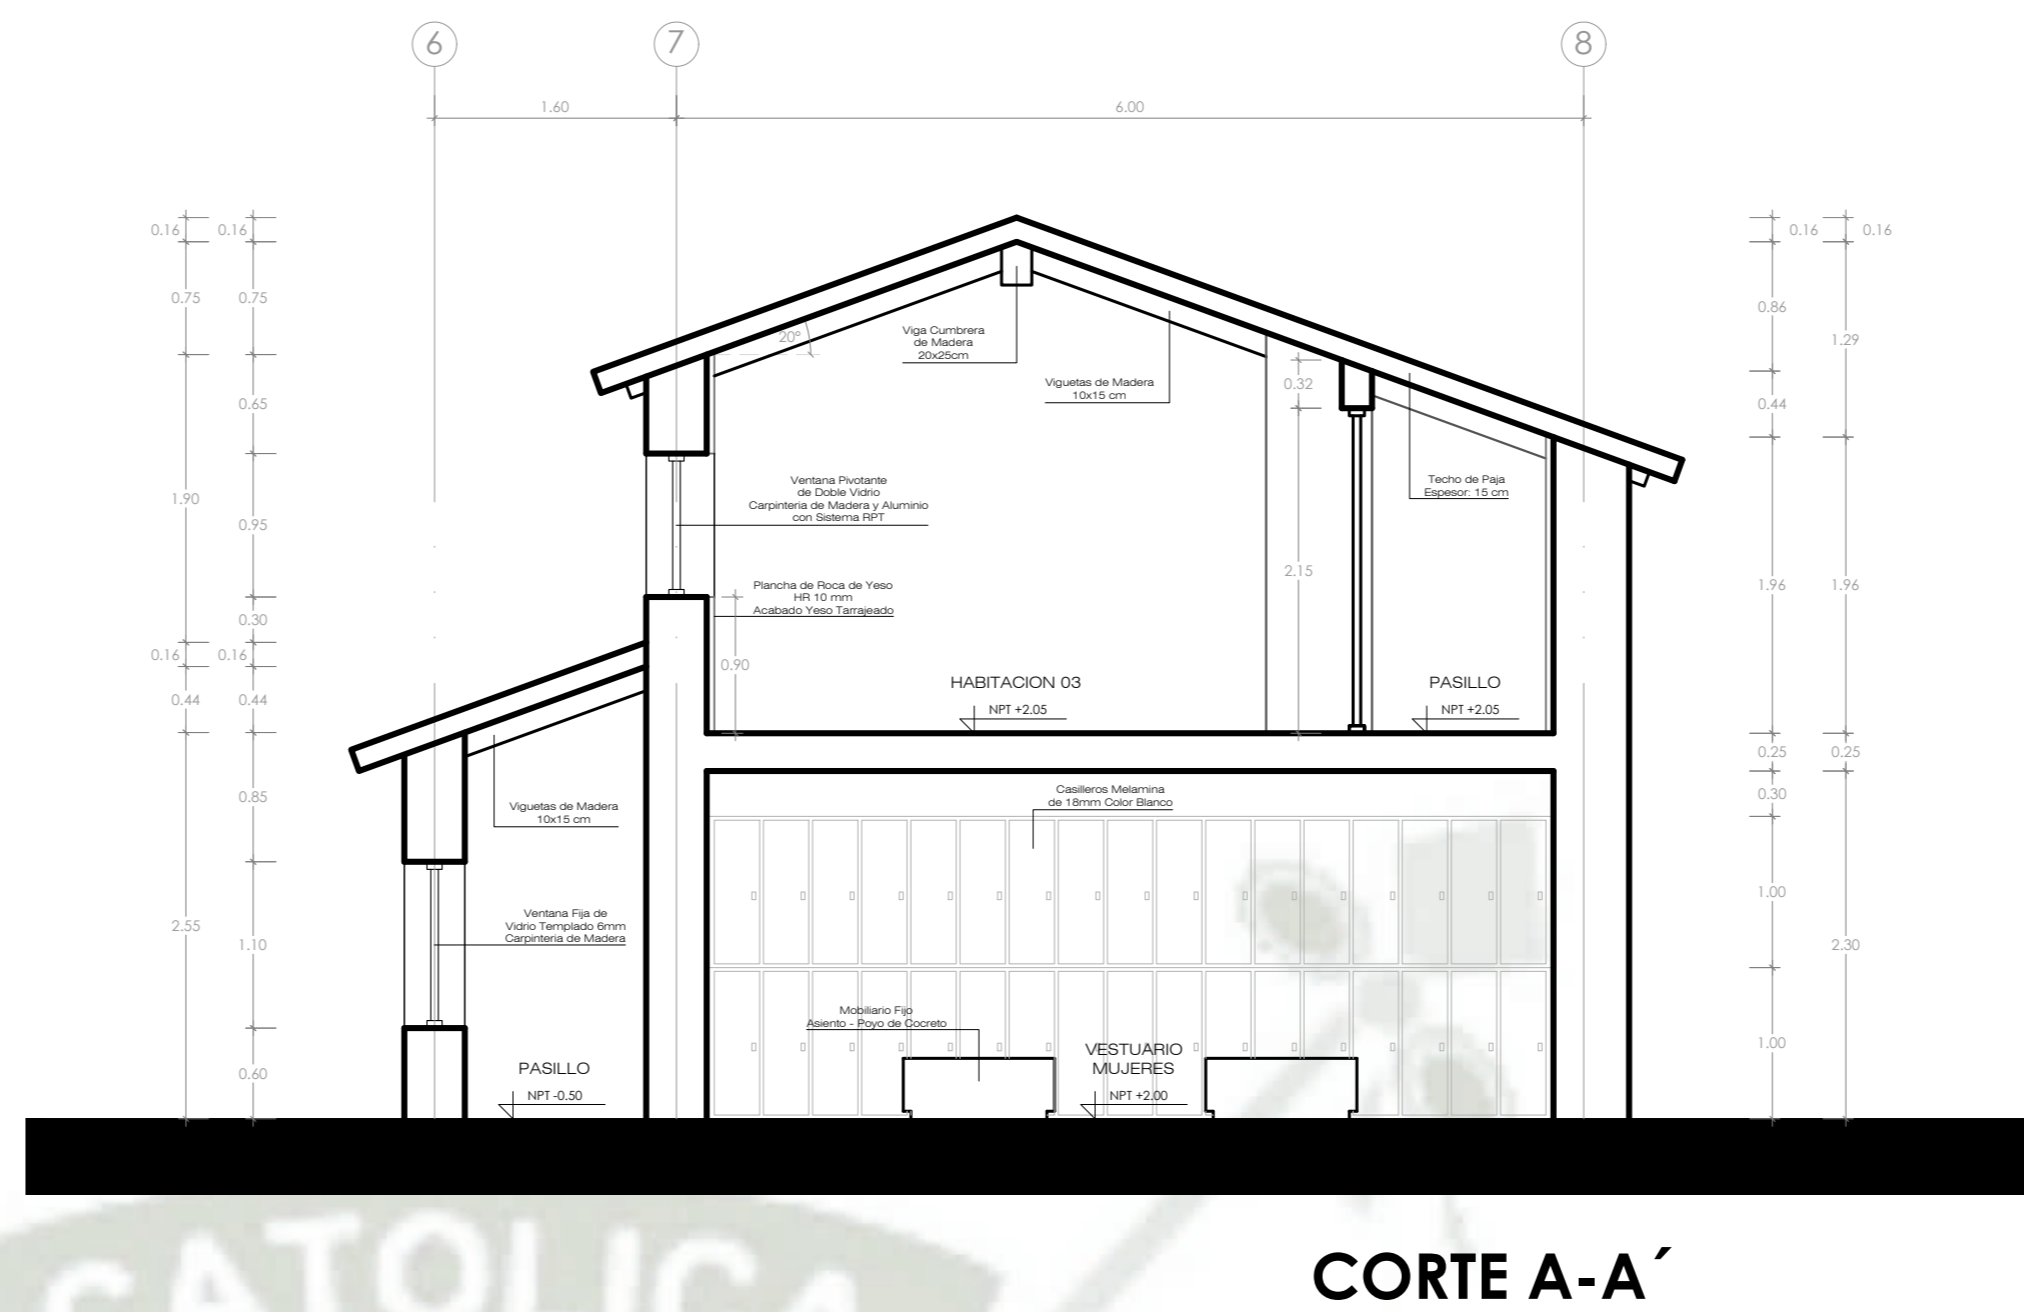 6
7
8
1.60
6.00
0.16
0.16
0.16
0.16
0.75
0.75
0.86
1.29
20°
Viga Cumbrera
de Madera
20x25cm
Viguetas de Madera
10x15 cm
0.32
0.65
0.44
1.90
0.95
Ventana Pivotante
de Doble Vidrio
Carpinteria de Madera y Aluminio
con Sistema RPT
Techo de Paja
Espesor: 15 cm
2.15
1.96
1.96
Plancha de Roca de Yeso
HR 10 mm
Acabado Yeso Tarrajeado
0.30
0.16
0.16
0.90
0.44
0.44
HABITACION 03
NPT +2.05
PASILLO
NPT +2.05
0.25
0.25
0.30
0.85
Viguetas de Madera
10x15 cm
Casilleros Melamina
de 18mm Color Blanco
1.00
2.55
1.10
Ventana Fija de
Vidrio Templado 6mm
Carpinteria de Madera
2.30
Mobiliario Fijo
Asiento - Poyo de Cocreto
1.00
0.60
PASILLO
NPT -0.50
VESTUARIO
MUJERES
NPT +2.00
CATOLICA
CORTE A-A´